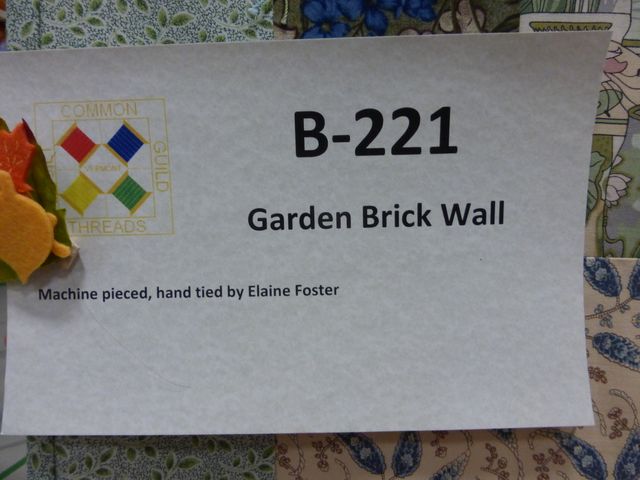 COMMON
GUILD
VERMONT
THREADS
B-221
Garden Brick Wall
Machine pieced, hand tied by Elaine Foster